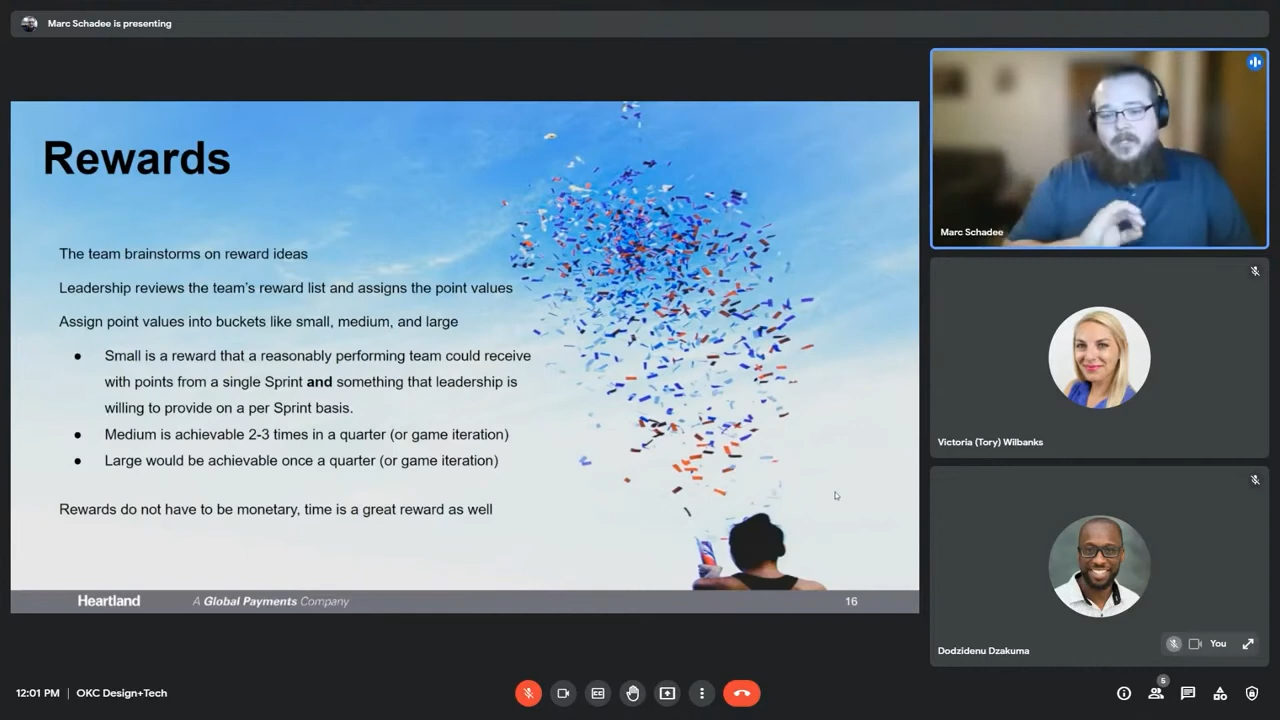 Marc Schadee is presenting
Rewards
The team brainstorms on reward ideas
Leadership reviews the team's reward list and assigns the point values
Assign point values into buckets like small, medium, and large
● Small is a reward that a reasonably performing team could receive
with points from a single Sprint and something that leadership is
willing to provide on a per Sprint basis.
● Medium is achievable 2-3 times in a quarter (or game iteration)
● Large would be achievable once a quarter (or game iteration)
Rewards do not have to be monetary, time is a great reward as well
Heartland A Global Payments Company 16
Marc Schadee
Victoria (Tory) Wilbanks
You
Dodzidenu Dzakuma
12:01 PM | OKC Design+Tech
6